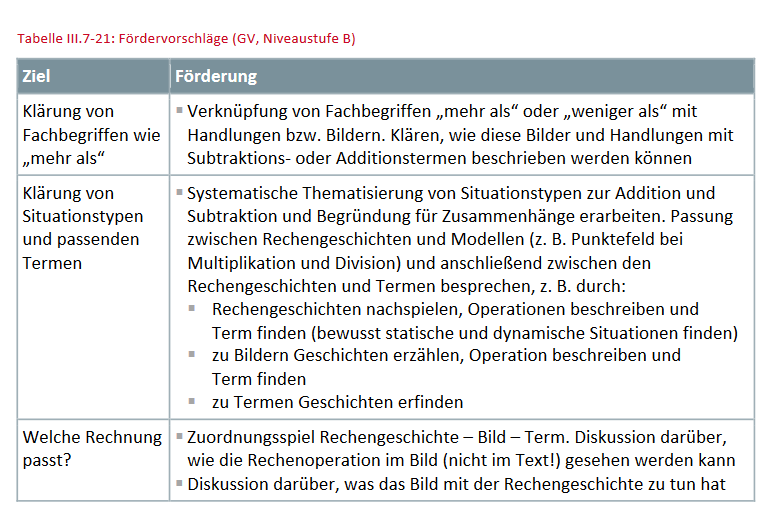 Tabelle III.7-21: Fördervorschläge (GV, Niveaustufe B)
Ziel
Förderung
Klärung von
Fachbegriffen wie
„mehr als“
▪ Verknüpfung von Fachbegriffen „mehr als“ oder „weniger als“ mit
Handlungen bzw. Bildern. Klären, wie diese Bilder und Handlungen mit
Subtraktions- oder Additionstermen beschrieben werden können
Klärung von
Situationstypen
und passenden
Termen
▪ Systematische Thematisierung von Situationstypen zur Addition und
Subtraktion und Begründung für Zusammenhänge erarbeiten. Passung
zwischen Rechengeschichten und Modellen (z. B. Punktefeld bei
Multiplikation und Division) und anschließend zwischen den
Rechengeschichten und Termen besprechen, z. B. durch:
▪ Rechengeschichten nachspielen, Operationen beschreiben und
Term finden (bewusst statische und dynamische Situationen finden)
▪ zu Bildern Geschichten erzählen, Operation beschreiben und
Term finden
▪ zu Termen Geschichten erfinden
Welche Rechnung
passt?
▪ Zuordnungsspiel Rechengeschichte – Bild – Term. Diskussion darüber,
wie die Rechenoperation im Bild (nicht im Text!) gesehen werden kann
▪ Diskussion darüber, was das Bild mit der Rechengeschichte zu tun hat